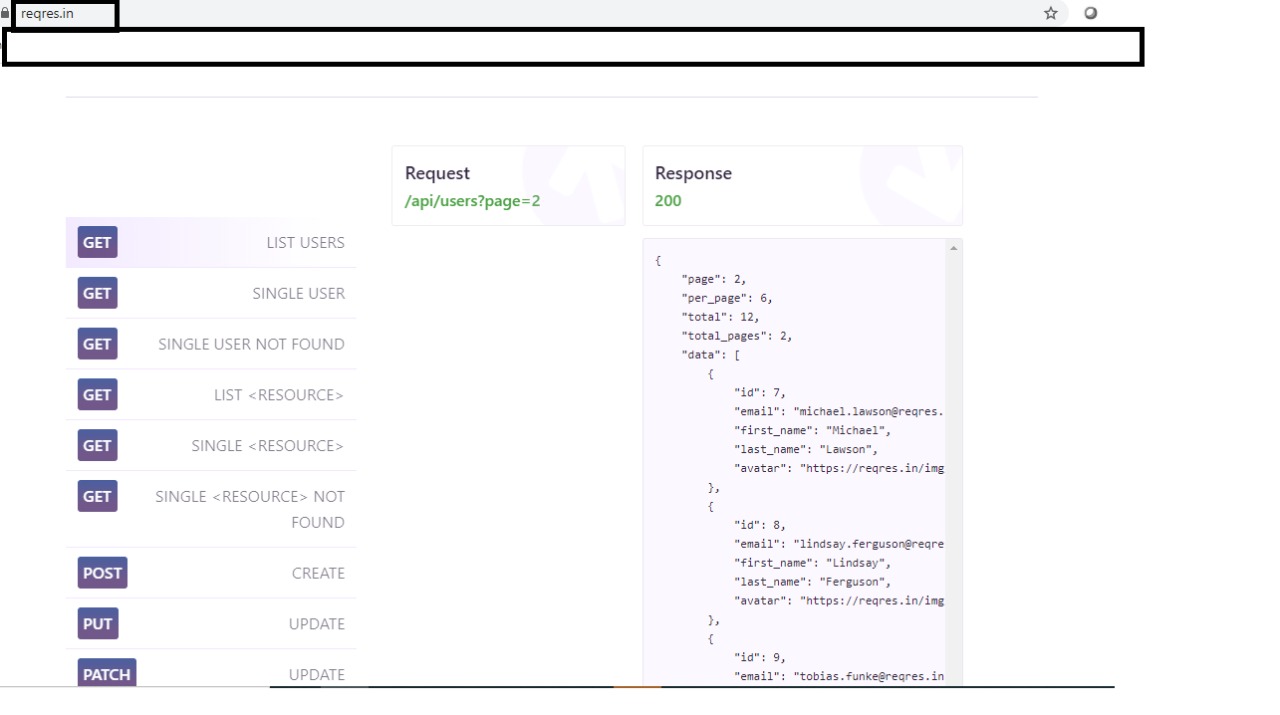 reqres.in
Request
/api/users?page=2
Response
200
GET LIST USERS
GET SINGLE USER
GET SINGLE USER NOT FOUND
GET LIST <RESOURCE>
GET SINGLE <RESOURCE>
GET SINGLE <RESOURCE> NOT
FOUND
POST CREATE
PUT UPDATE
PATCH UPDATE
{
"page": 2,
"per_page": 6,
"total": 12,
"total_pages": 2,
"data": [
{
"id": 7,
"email": "michael.lawson@reqres.
"first_name": "Michael",
"last_name": "Lawson",
"avatar": "https://reqres.in/img
},
{
"id": 8,
"email": "lindsay.ferguson@reqre
"first_name": "Lindsay",
"last_name": "Ferguson",
"avatar": "https://reqres.in/img
},
{
"id": 9,
"email": "tobias.funke@reqres.in